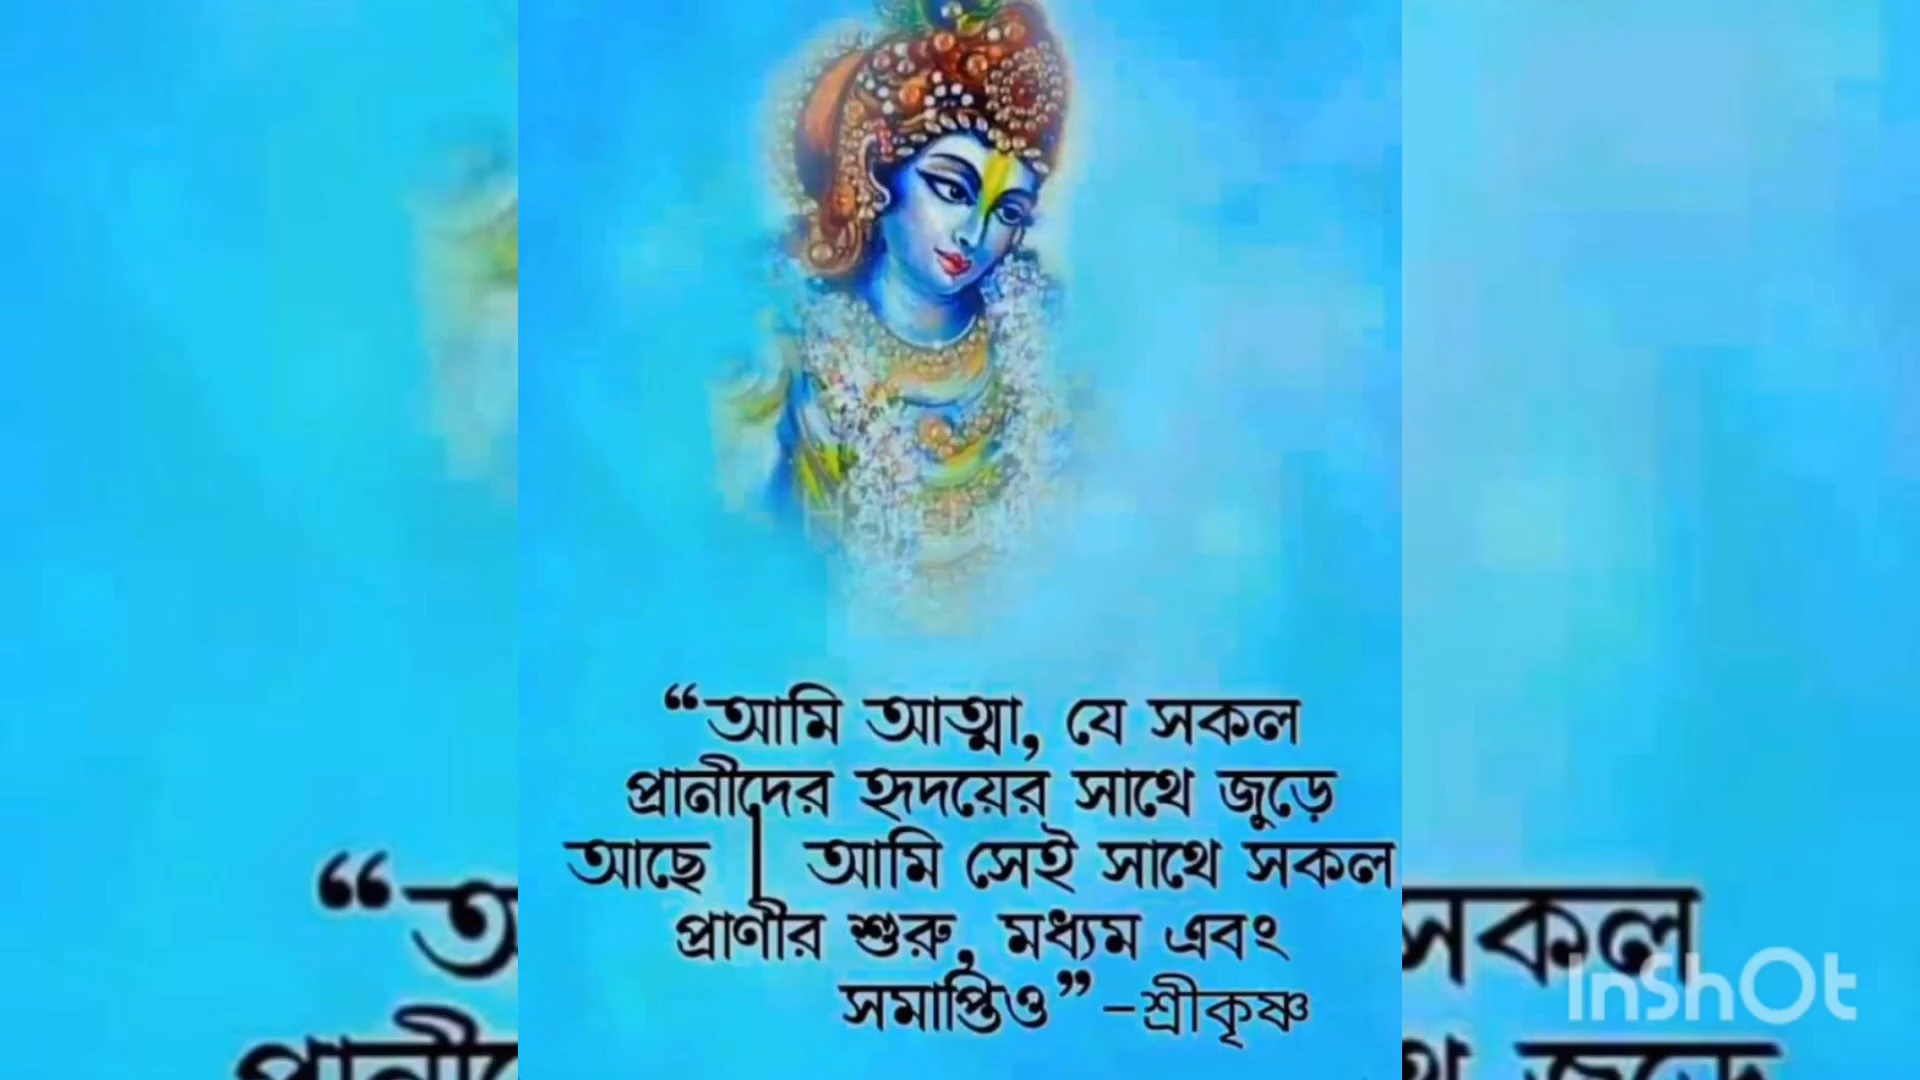 “আমি আত্মা, যে সকল
প্রানীদের হৃদয়ের সাথে জুড়ে
আছে | আমি সেই সাথে সকল
প্রাণীর শুরু, মধ্যম এবং
সমাপ্তিও” –শ্রীকৃষ্ণ
InShOt